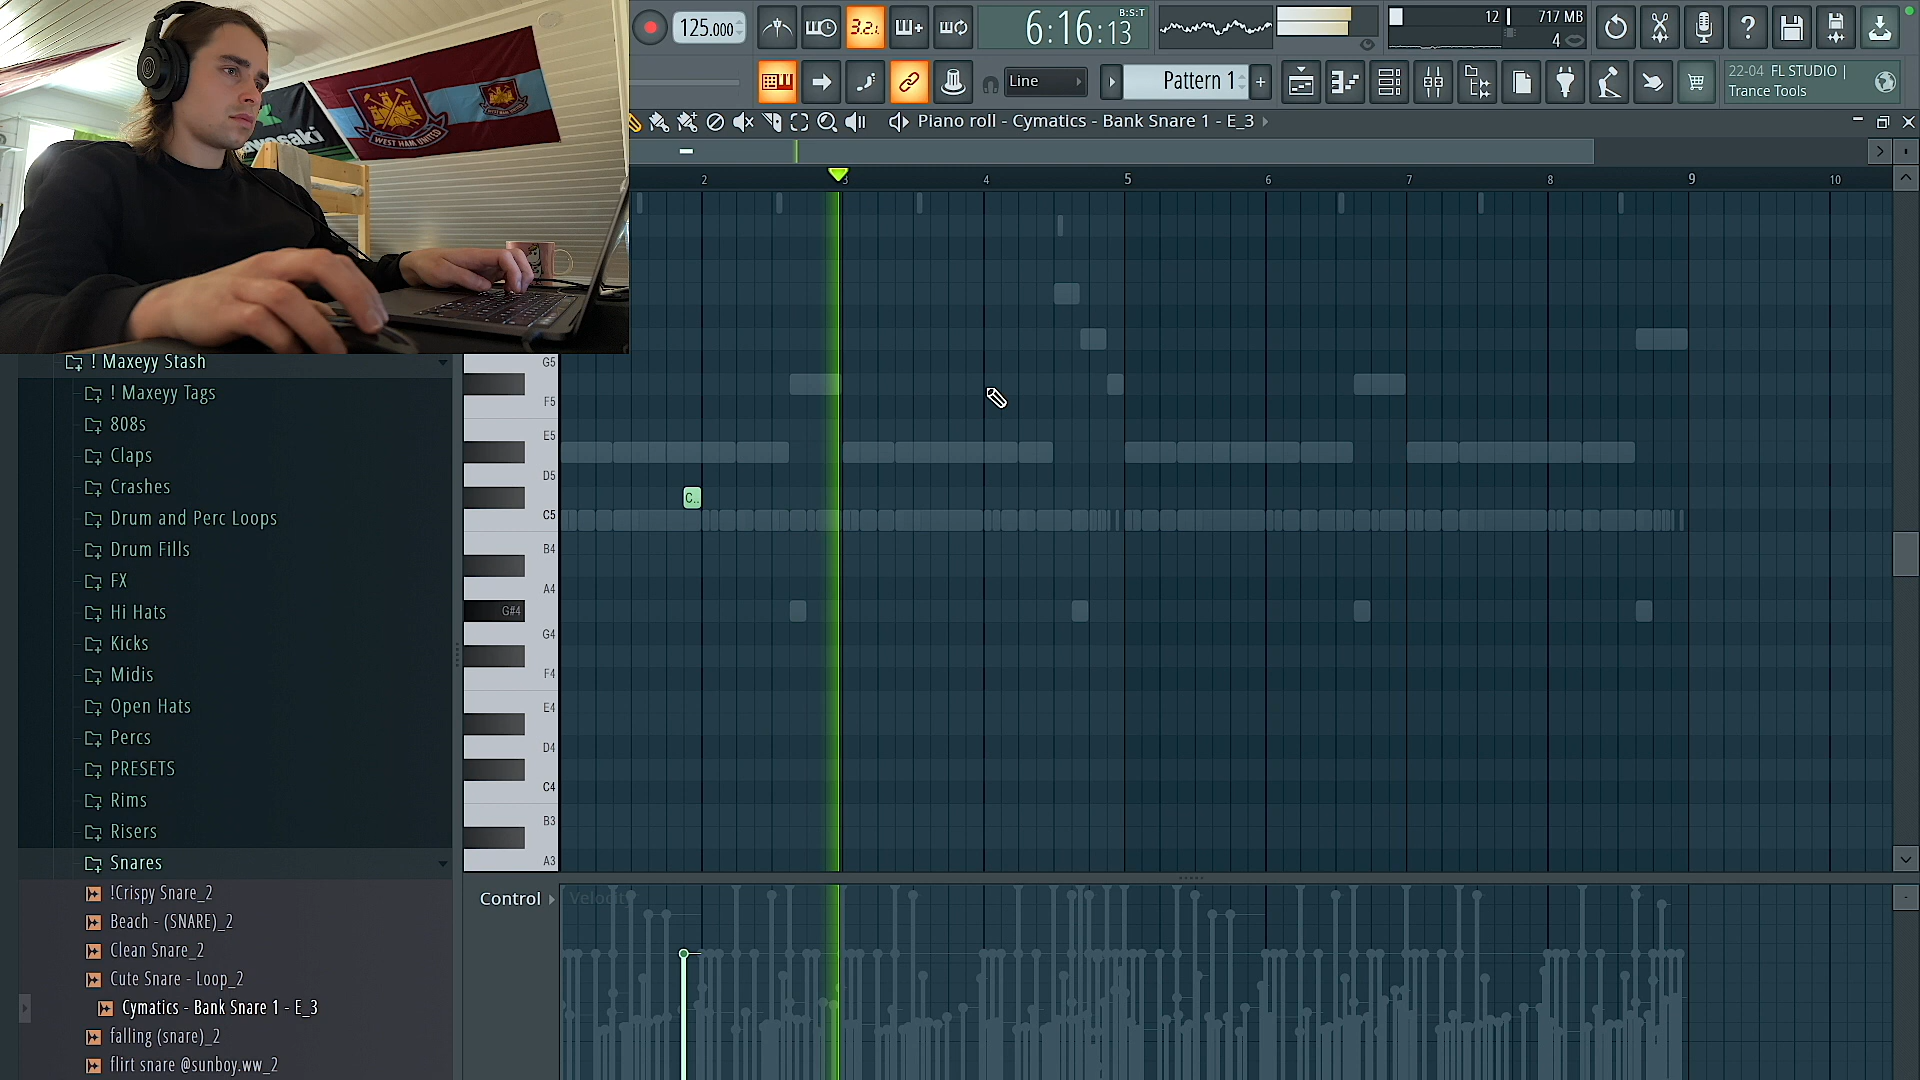 125.000
3.2.
6:16:13
B:S:T
12
717 MB
4
Line
Pattern 1
22-04 FL STUDIO |
Trance Tools
Piano roll - Cymatics - Bank Snare 1 - E_3
2
3
4
5
6
7
8
9
10
WEST HAM UNITED
! Maxeyy Stash
! Maxeyy Tags
808s
Claps
Crashes
Drum and Perc Loops
Drum Fills
FX
Hi Hats
Kicks
Midis
Open Hats
Percs
PRESETS
Rims
Risers
Snares
!Crispy Snare_2
Beach - (SNARE)_2
Clean Snare_2
Cute Snare - Loop_2
Cymatics - Bank Snare 1 - E_3
falling (snare)_2
flirt snare @sunboy.ww_2
G5
F5
E5
D5
C5
B4
A4
G#4
G4
F4
E4
D4
C4
B3
A3
C..
Control
Velocity